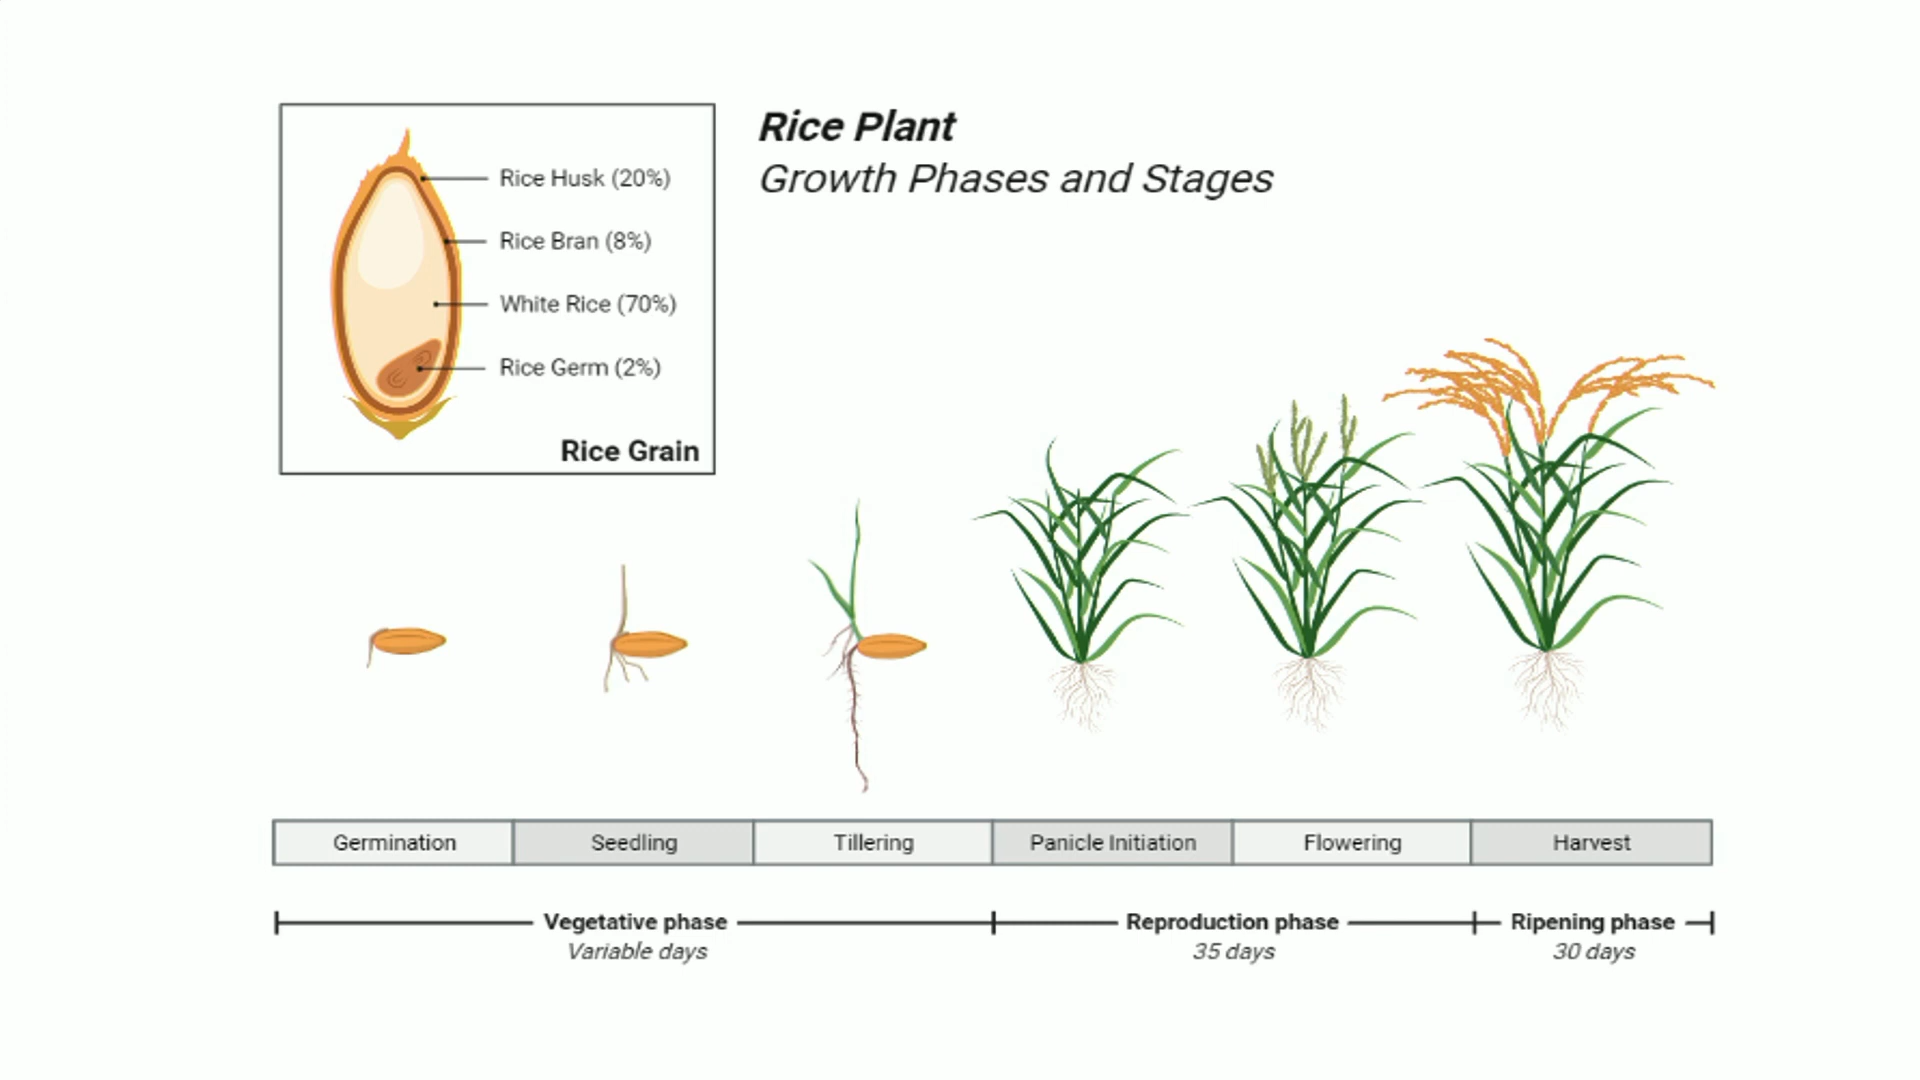 Rice Plant
Growth Phases and Stages
Rice Husk (20%)
Rice Bran (8%)
White Rice (70%)
Rice Germ (2%)
Rice Grain
Germination
Seedling
Tillering
Panicle Initiation
Flowering
Harvest
Vegetative phase
Variable days
Reproduction phase
35 days
Ripening phase
30 days